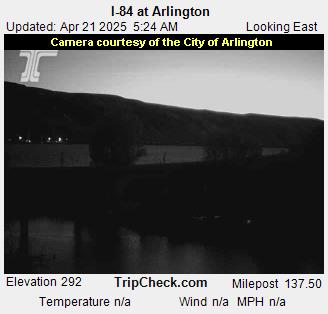 I-84 at Arlington
Updated: Apr 21 2025 5:24 AM Looking East
Camera courtesy of the City of Arlington
Elevation 292 TripCheck.com Milepost 137.50
Temperature n/a Wind n/a MPH n/a